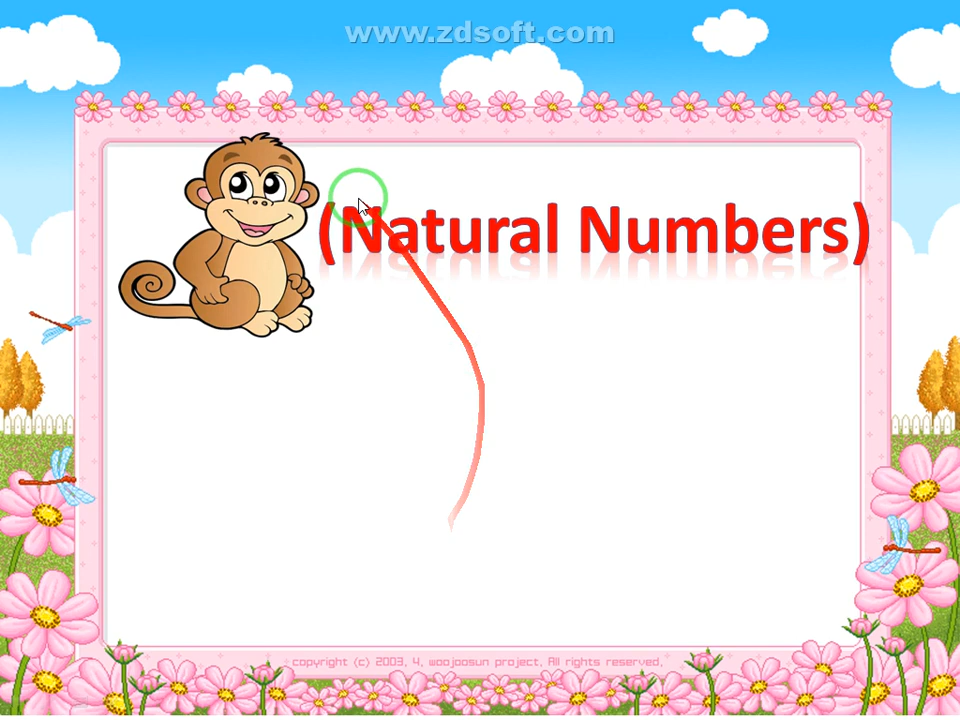 www.zdsoft.com
(Natural Numbers)
copyright (c) 2003, 4, woojoosun project, All rights reserved,